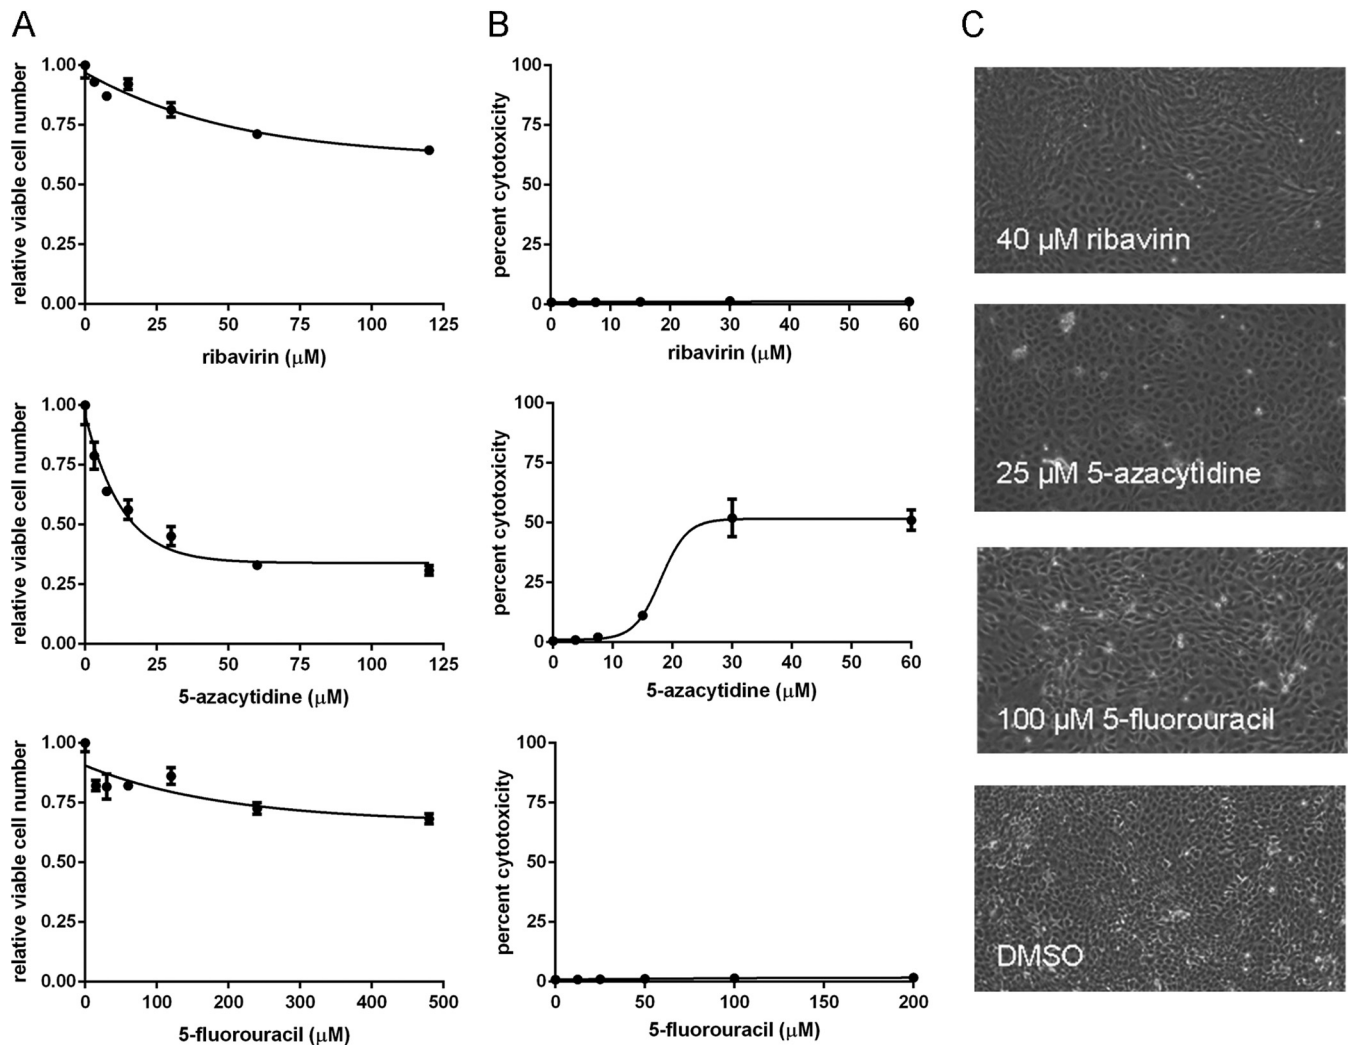 A
B
C
relative viable cell number
1.00
0.75
0.50
0.25
0.00
0 25 50 75 100 125
ribavirin (μM)
percent cytotoxicity
100
75
50
25
0
0 10 20 30 40 50 60
ribavirin (μM)
40 μM ribavirin
relative viable cell number
1.00
0.75
0.50
0.25
0.00
0 25 50 75 100 125
5-azacytidine (μM)
percent cytotoxicity
100
75
50
25
0
0 10 20 30 40 50 60
5-azacytidine (μM)
25 μM 5-azacytidine
relative viable cell number
1.00
0.75
0.50
0.25
0.00
0 100 200 300 400 500
5-fluorouracil (μM)
percent cytotoxicity
100
75
50
25
0
0 50 100 150 200
5-fluorouracil (μM)
100 μM 5-fluorouracil
DMSO